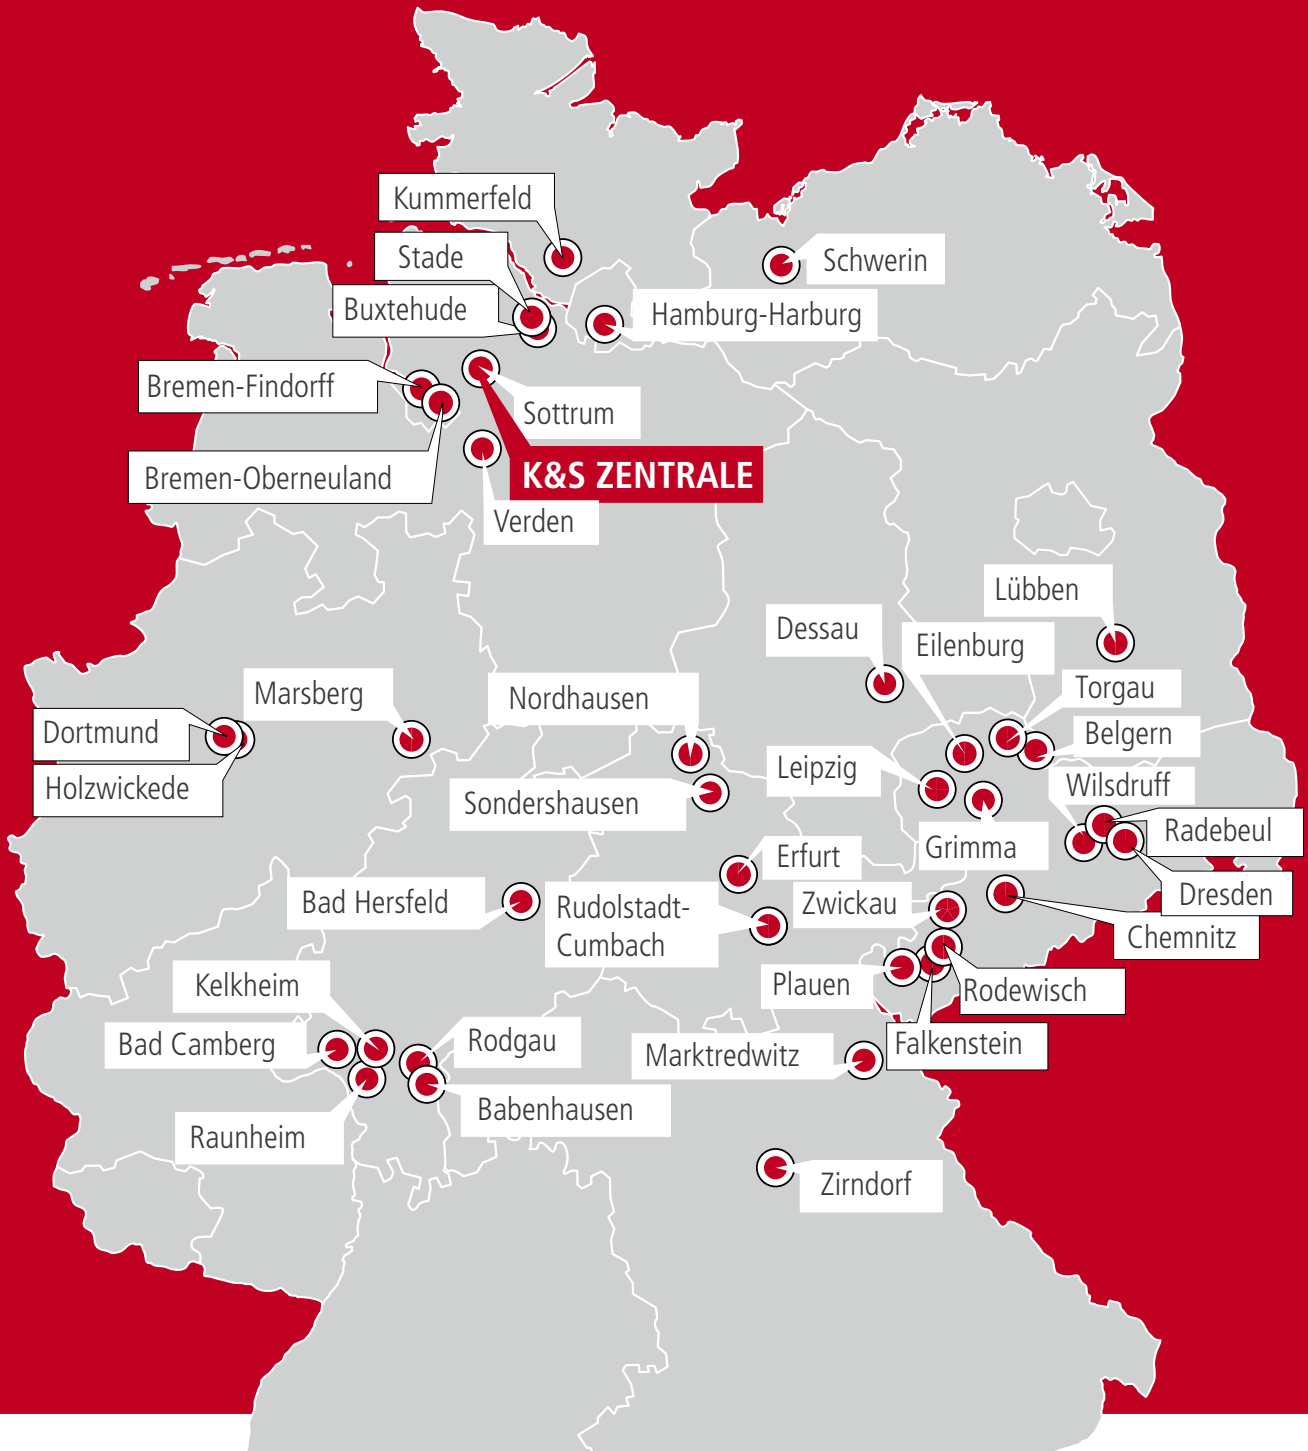 Kummerfeld
Stade
Schwerin
Buxtehude
Hamburg-Harburg
Bremen-Findorff
Sottrum
Bremen-Oberneuland
K&S ZENTRALE
Verden
Lübben
Dessau
Eilenburg
Marsberg
Nordhausen
Torgau
Dortmund
Belgern
Leipzig
Holzwickede
Wilsdruff
Sondershausen
Radebeul
Grimma
Erfurt
Dresden
Bad Hersfeld
Zwickau
Rudolstadt-
Cumbach
Chemnitz
Kelkheim
Plauen
Rodewisch
Bad Camberg
Rodgau
Marktredwitz
Falkenstein
Babenhausen
Raunheim
Zirndorf